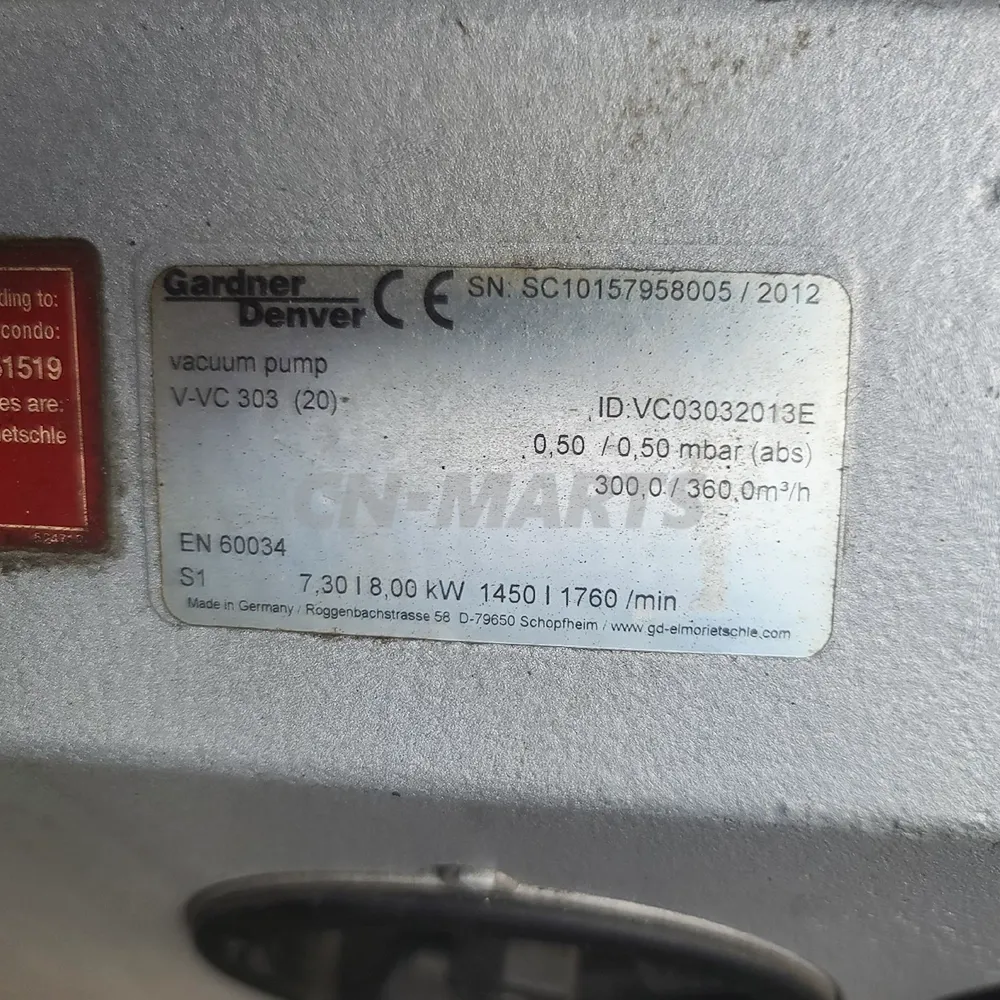 Gardner
Denver
CE SN: SC10157958005 / 2012
vacuum pump
V-VC 303 (20)
ID:VC03032013E
0,50 / 0,50 mbar (abs)
300,0 / 360,0m³/h
CN-MARTS
EN 60034
S1 7,30 I 8,00 kW 1450 I 1760 /min
Made in Germany / Roggenbachstrasse 58 D-79650 Schopfheim / www.gd-elmorietschle.com
ding to:
condo:
1519
es are:
etschle